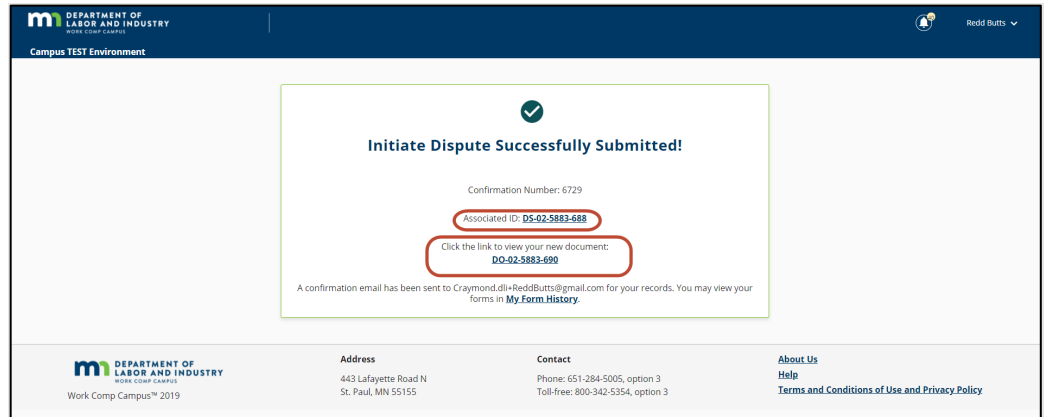 DEPARTMENT OF
LABOR AND INDUSTRY
WORK COMP CAMPUS
Redd Butts
Campus TEST Environment
Initiate Dispute Successfully Submitted!
Confirmation Number: 6729
Associated ID: DS-02-5883-688
Click the link to view your new document:
DO-02-5883-690
A confirmation email has been sent to Craymond.dli+ReddButts@gmail.com for your records. You may view your
forms in My Form History.
DEPARTMENT OF
LABOR AND INDUSTRY
WORK COMP CAMPUS
Work Comp Campus™ 2019
Address
443 Lafayette Road N
St. Paul, MN 55155
Contact
Phone: 651-284-5005, option 3
Toll-free: 800-342-5354, option 3
About Us
Help
Terms and Conditions of Use and Privacy Policy